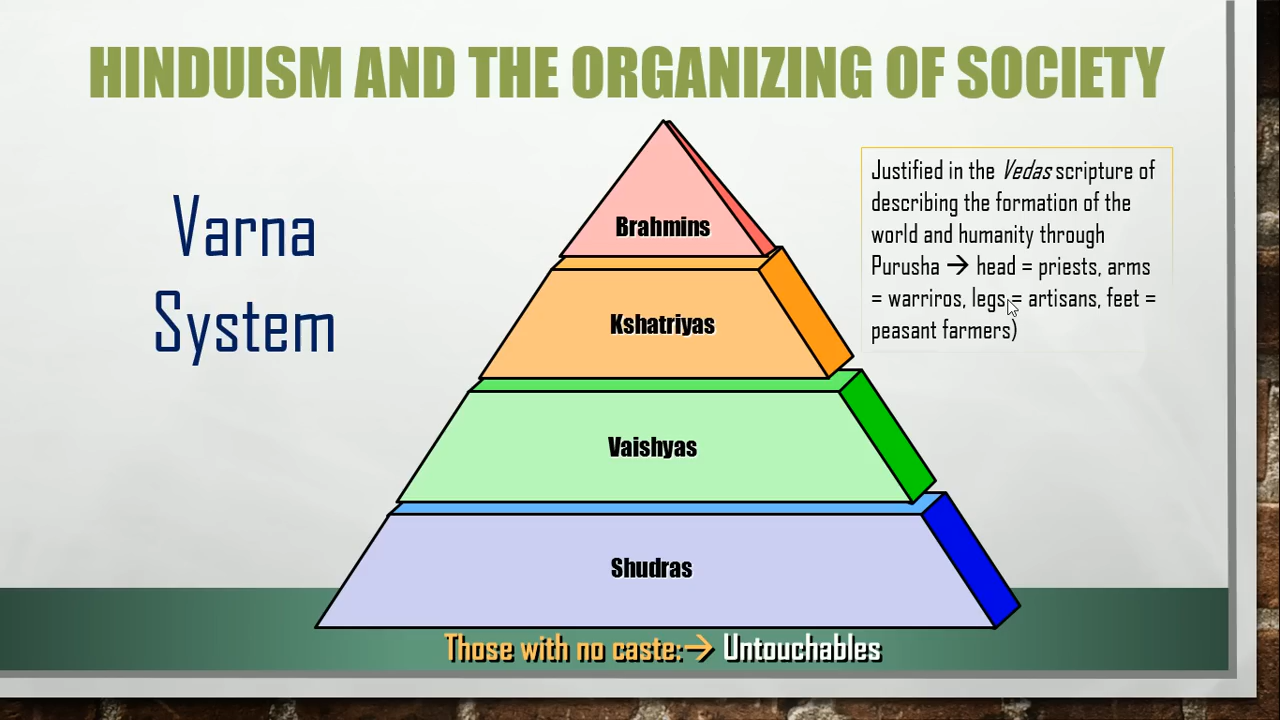 HINDUISM AND THE ORGANIZING OF SOCIETY
Varna
System
Justified in the Vedas scripture of
describing the formation of the
world and humanity through
Purusha → head = priests, arms
= warriros, legs = artisans, feet =
peasant farmers)
Brahmins
Kshatriyas
Vaishyas
Shudras
Those with no caste:→ Untouchables